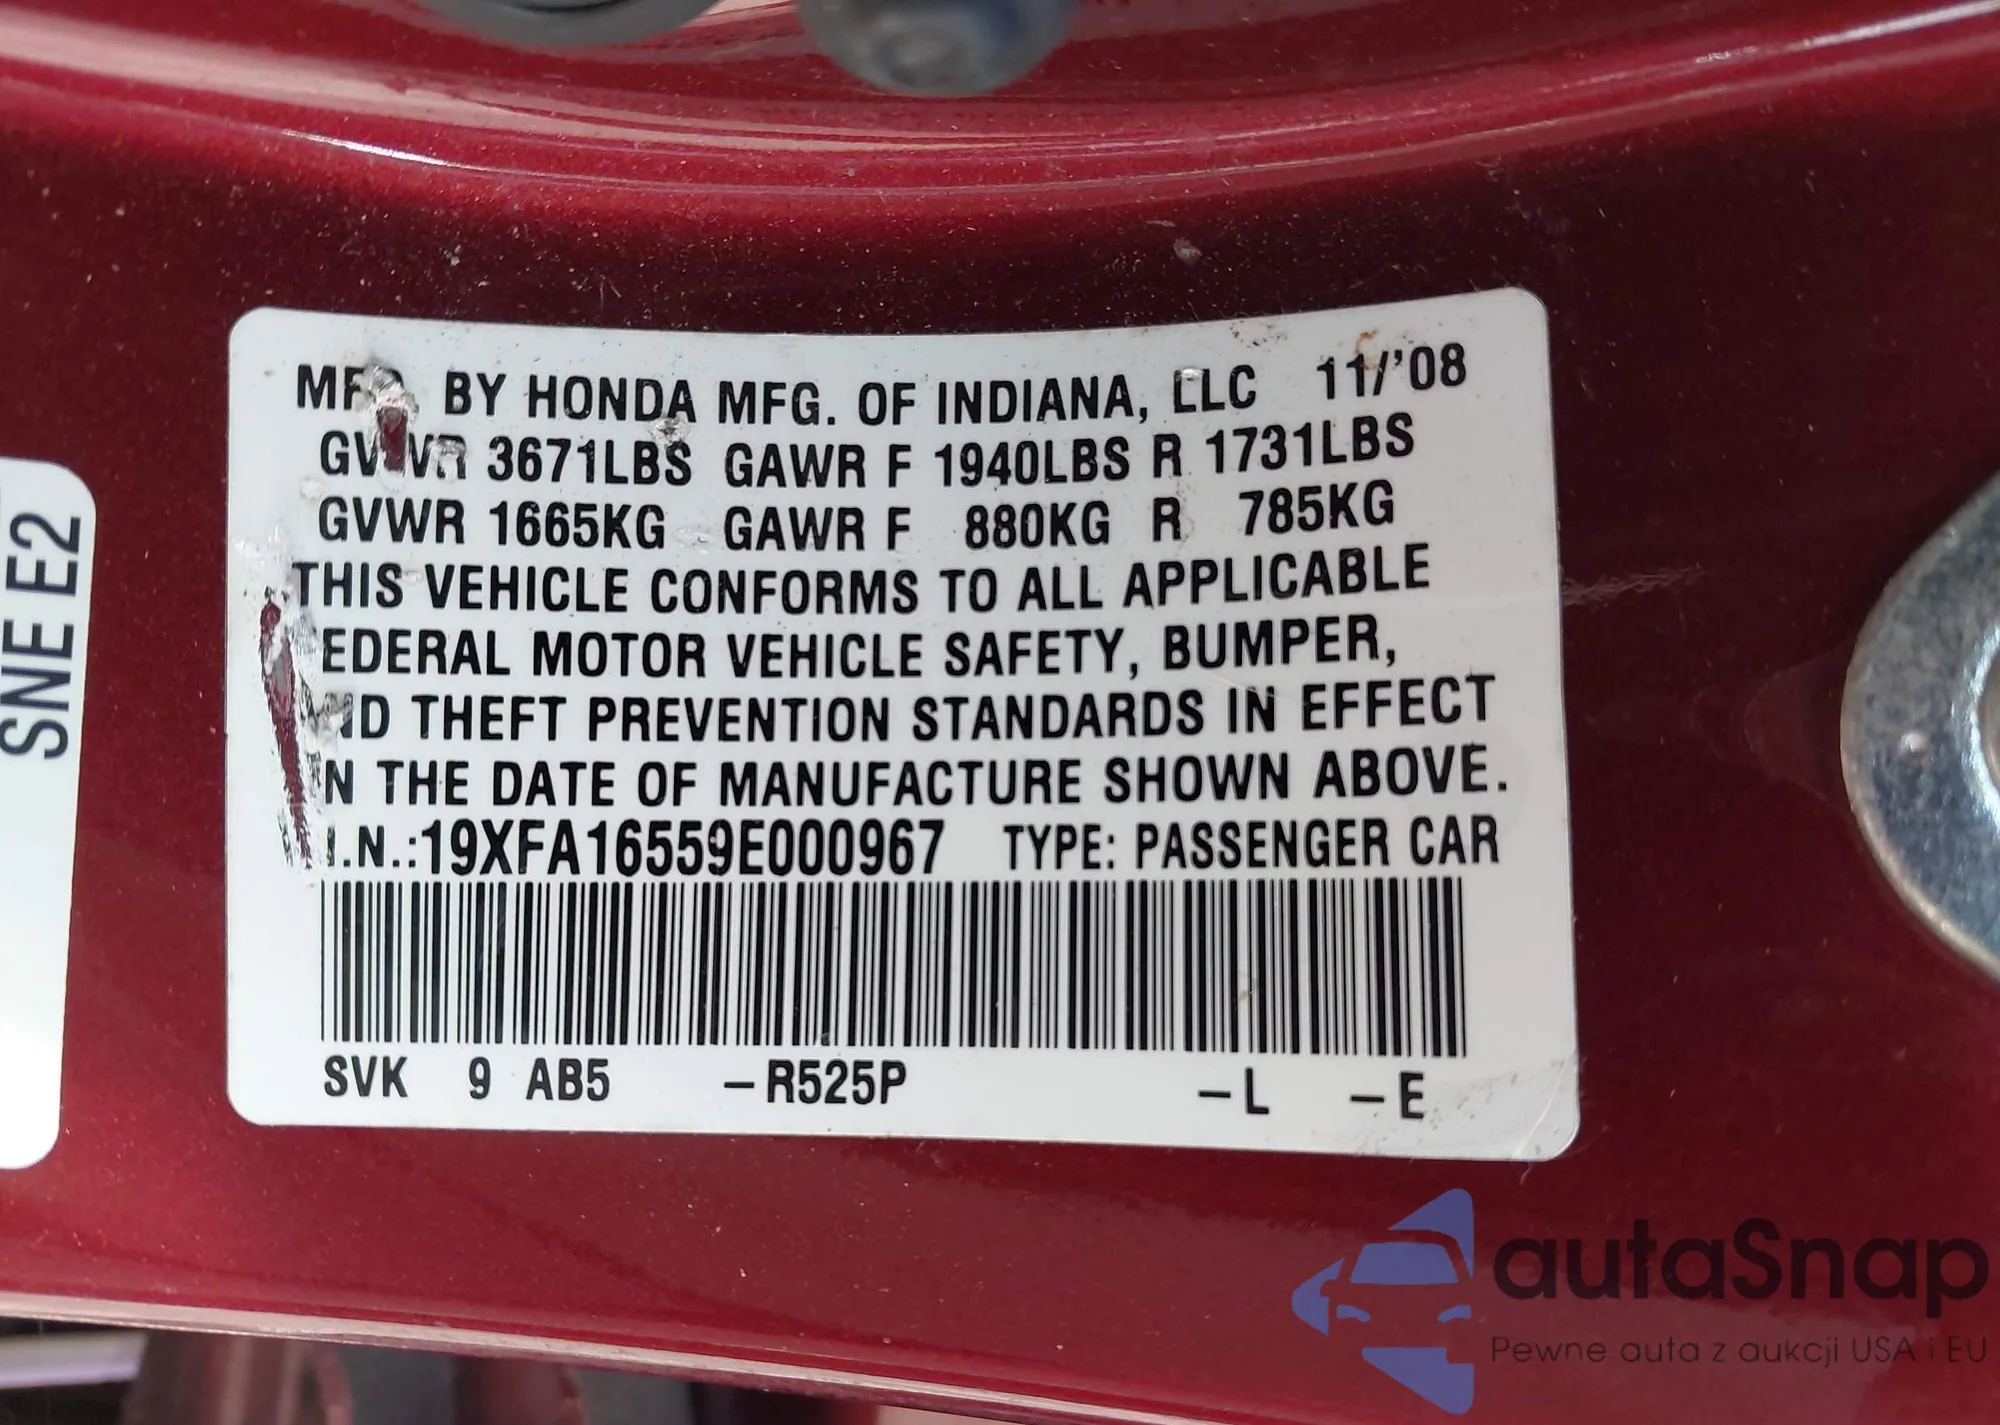 SNE E2
MFG. BY HONDA MFG. OF INDIANA, LLC 11/'08
GVWR 3671LBS GAWR F 1940LBS R 1731LBS
GVWR 1665KG GAWR F 880KG R 785KG
THIS VEHICLE CONFORMS TO ALL APPLICABLE
EDERAL MOTOR VEHICLE SAFETY, BUMPER,
AND THEFT PREVENTION STANDARDS IN EFFECT
N THE DATE OF MANUFACTURE SHOWN ABOVE.
.I.N.:19XFA16559E000967 TYPE: PASSENGER CAR
SVK 9 AB5 –R525P –L –E
autaSnap
Pewne auta z aukcji USA i EU